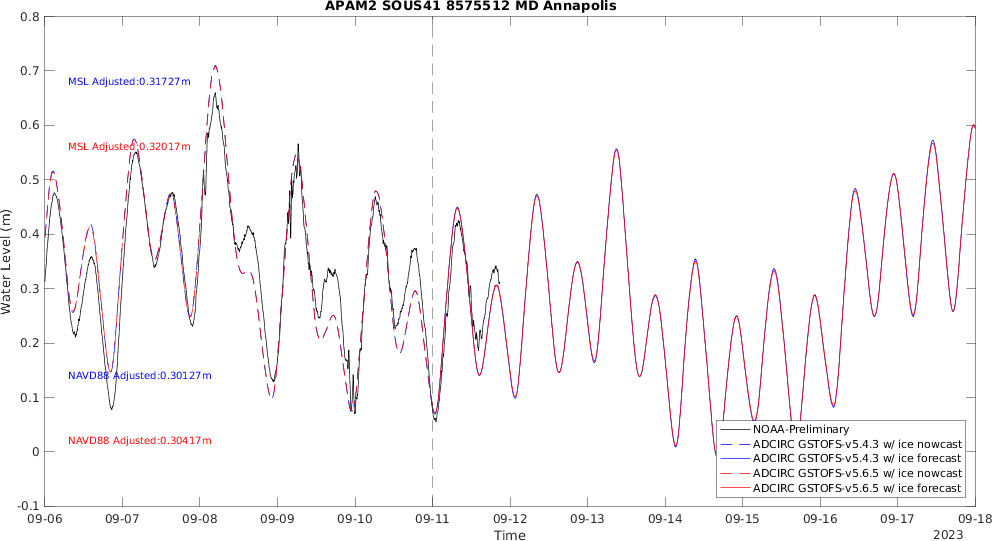 APAM2 SOUS41 8575512 MD Annapolis
0.8
0.7
0.6
0.5
0.4
0.3
0.2
0.1
0
-0.1
Water Level (m)
MSL Adjusted:0.31727m
MSL Adjusted:0.32017m
NAVD88 Adjusted:0.30127m
NAVD88 Adjusted:0.30417m
NOAA-Preliminary
ADCIRC GSTOFS-v5.4.3 w/ ice nowcast
ADCIRC GSTOFS-v5.4.3 w/ ice forecast
ADCIRC GSTOFS-v5.6.5 w/ ice nowcast
ADCIRC GSTOFS-v5.6.5 w/ ice forecast
09-06 09-07 09-08 09-09 09-10 09-11 09-12 09-13 09-14 09-15 09-16 09-17 09-18
Time
2023